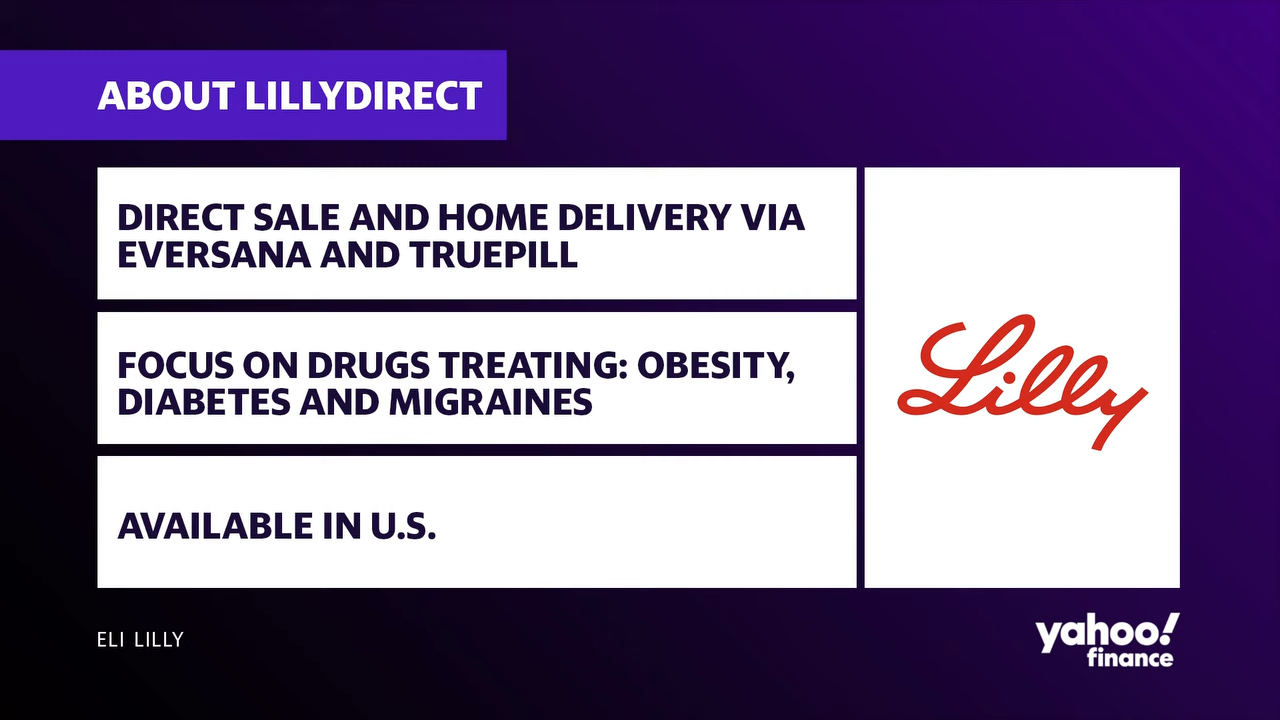 ABOUT LILLYDIRECT
DIRECT SALE AND HOME DELIVERY VIA
EVERSANA AND TRUEPILL
FOCUS ON DRUGS TREATING: OBESITY,
DIABETES AND MIGRAINES
AVAILABLE IN U.S.
Lilly
ELI LILLY
yahoo!
finance